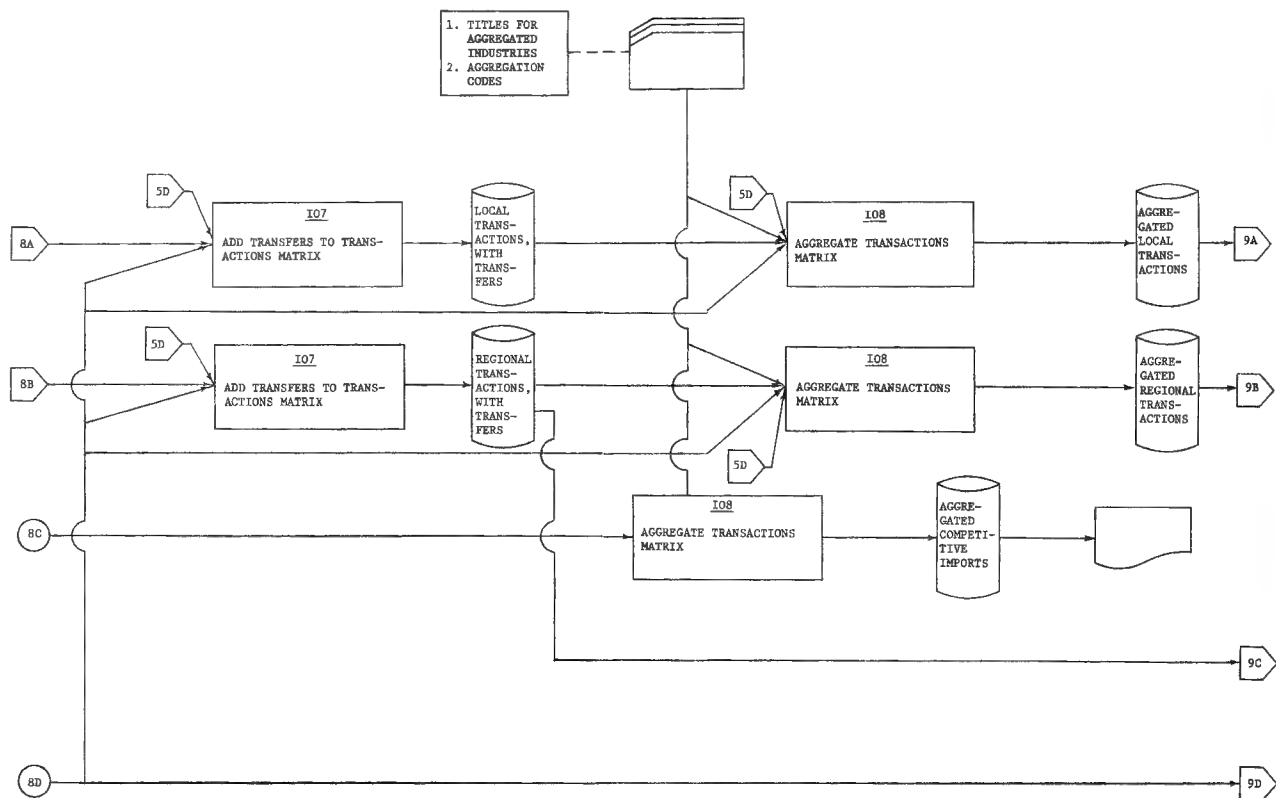 1. TITLES FOR
AGGREGATED
INDUSTRIES
2. AGGREGATION
CODES
5D
8A
IO7
ADD TRANSFERS TO TRANS-
ACTIONS MATRIX
LOCAL
TRANS-
ACTIONS,
WITH
TRANS-
FERS
5D
IO8
AGGREGATE TRANSACTIONS
MATRIX
AGGRE-
GATED
LOCAL
TRANS-
ACTIONS
9A
5D
8B
IO7
ADD TRANSFERS TO TRANS-
ACTIONS MATRIX
REGIONAL
TRANS-
ACTIONS,
WITH
TRANS-
FERS
IO8
AGGREGATE TRANSACTIONS
MATRIX
5D
AGGRE-
GATED
REGIONAL
TRANS-
ACTIONS
9B
8C
IO8
AGGREGATE TRANSACTIONS
MATRIX
AGGRE-
GATED
COMPETI-
TIVE
IMPORTS
9C
8D
9D